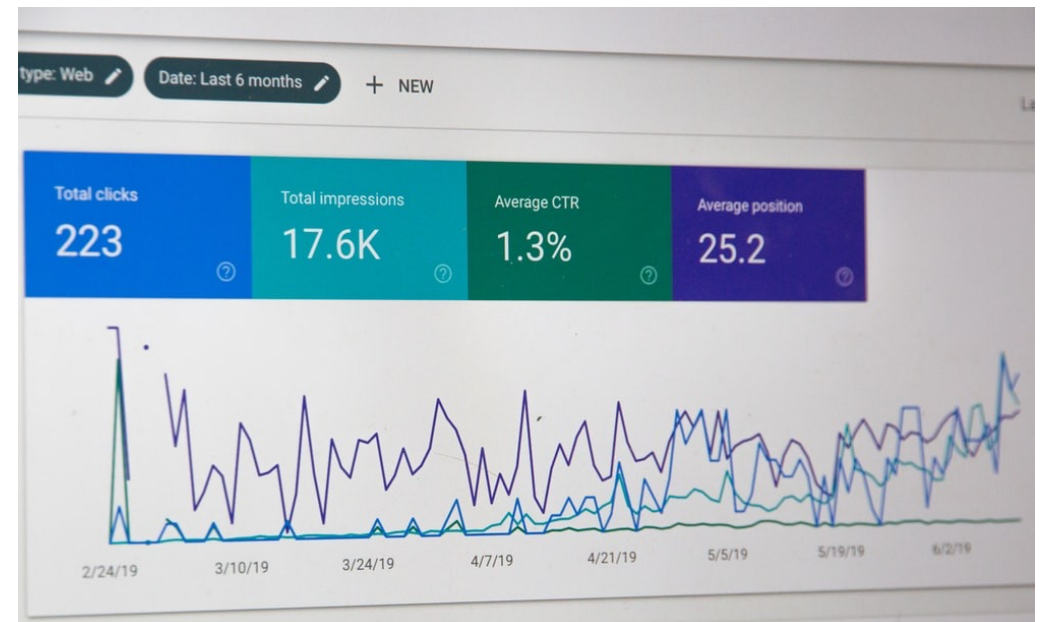 type: Web
Date: Last 6 months
+ NEW
Total clicks
223
Total impressions
17.6K
Average CTR
1.3%
Average position
25.2
2/24/19
3/10/19
3/24/19
4/7/19
4/21/19
5/5/19
5/19/19
6/2/19